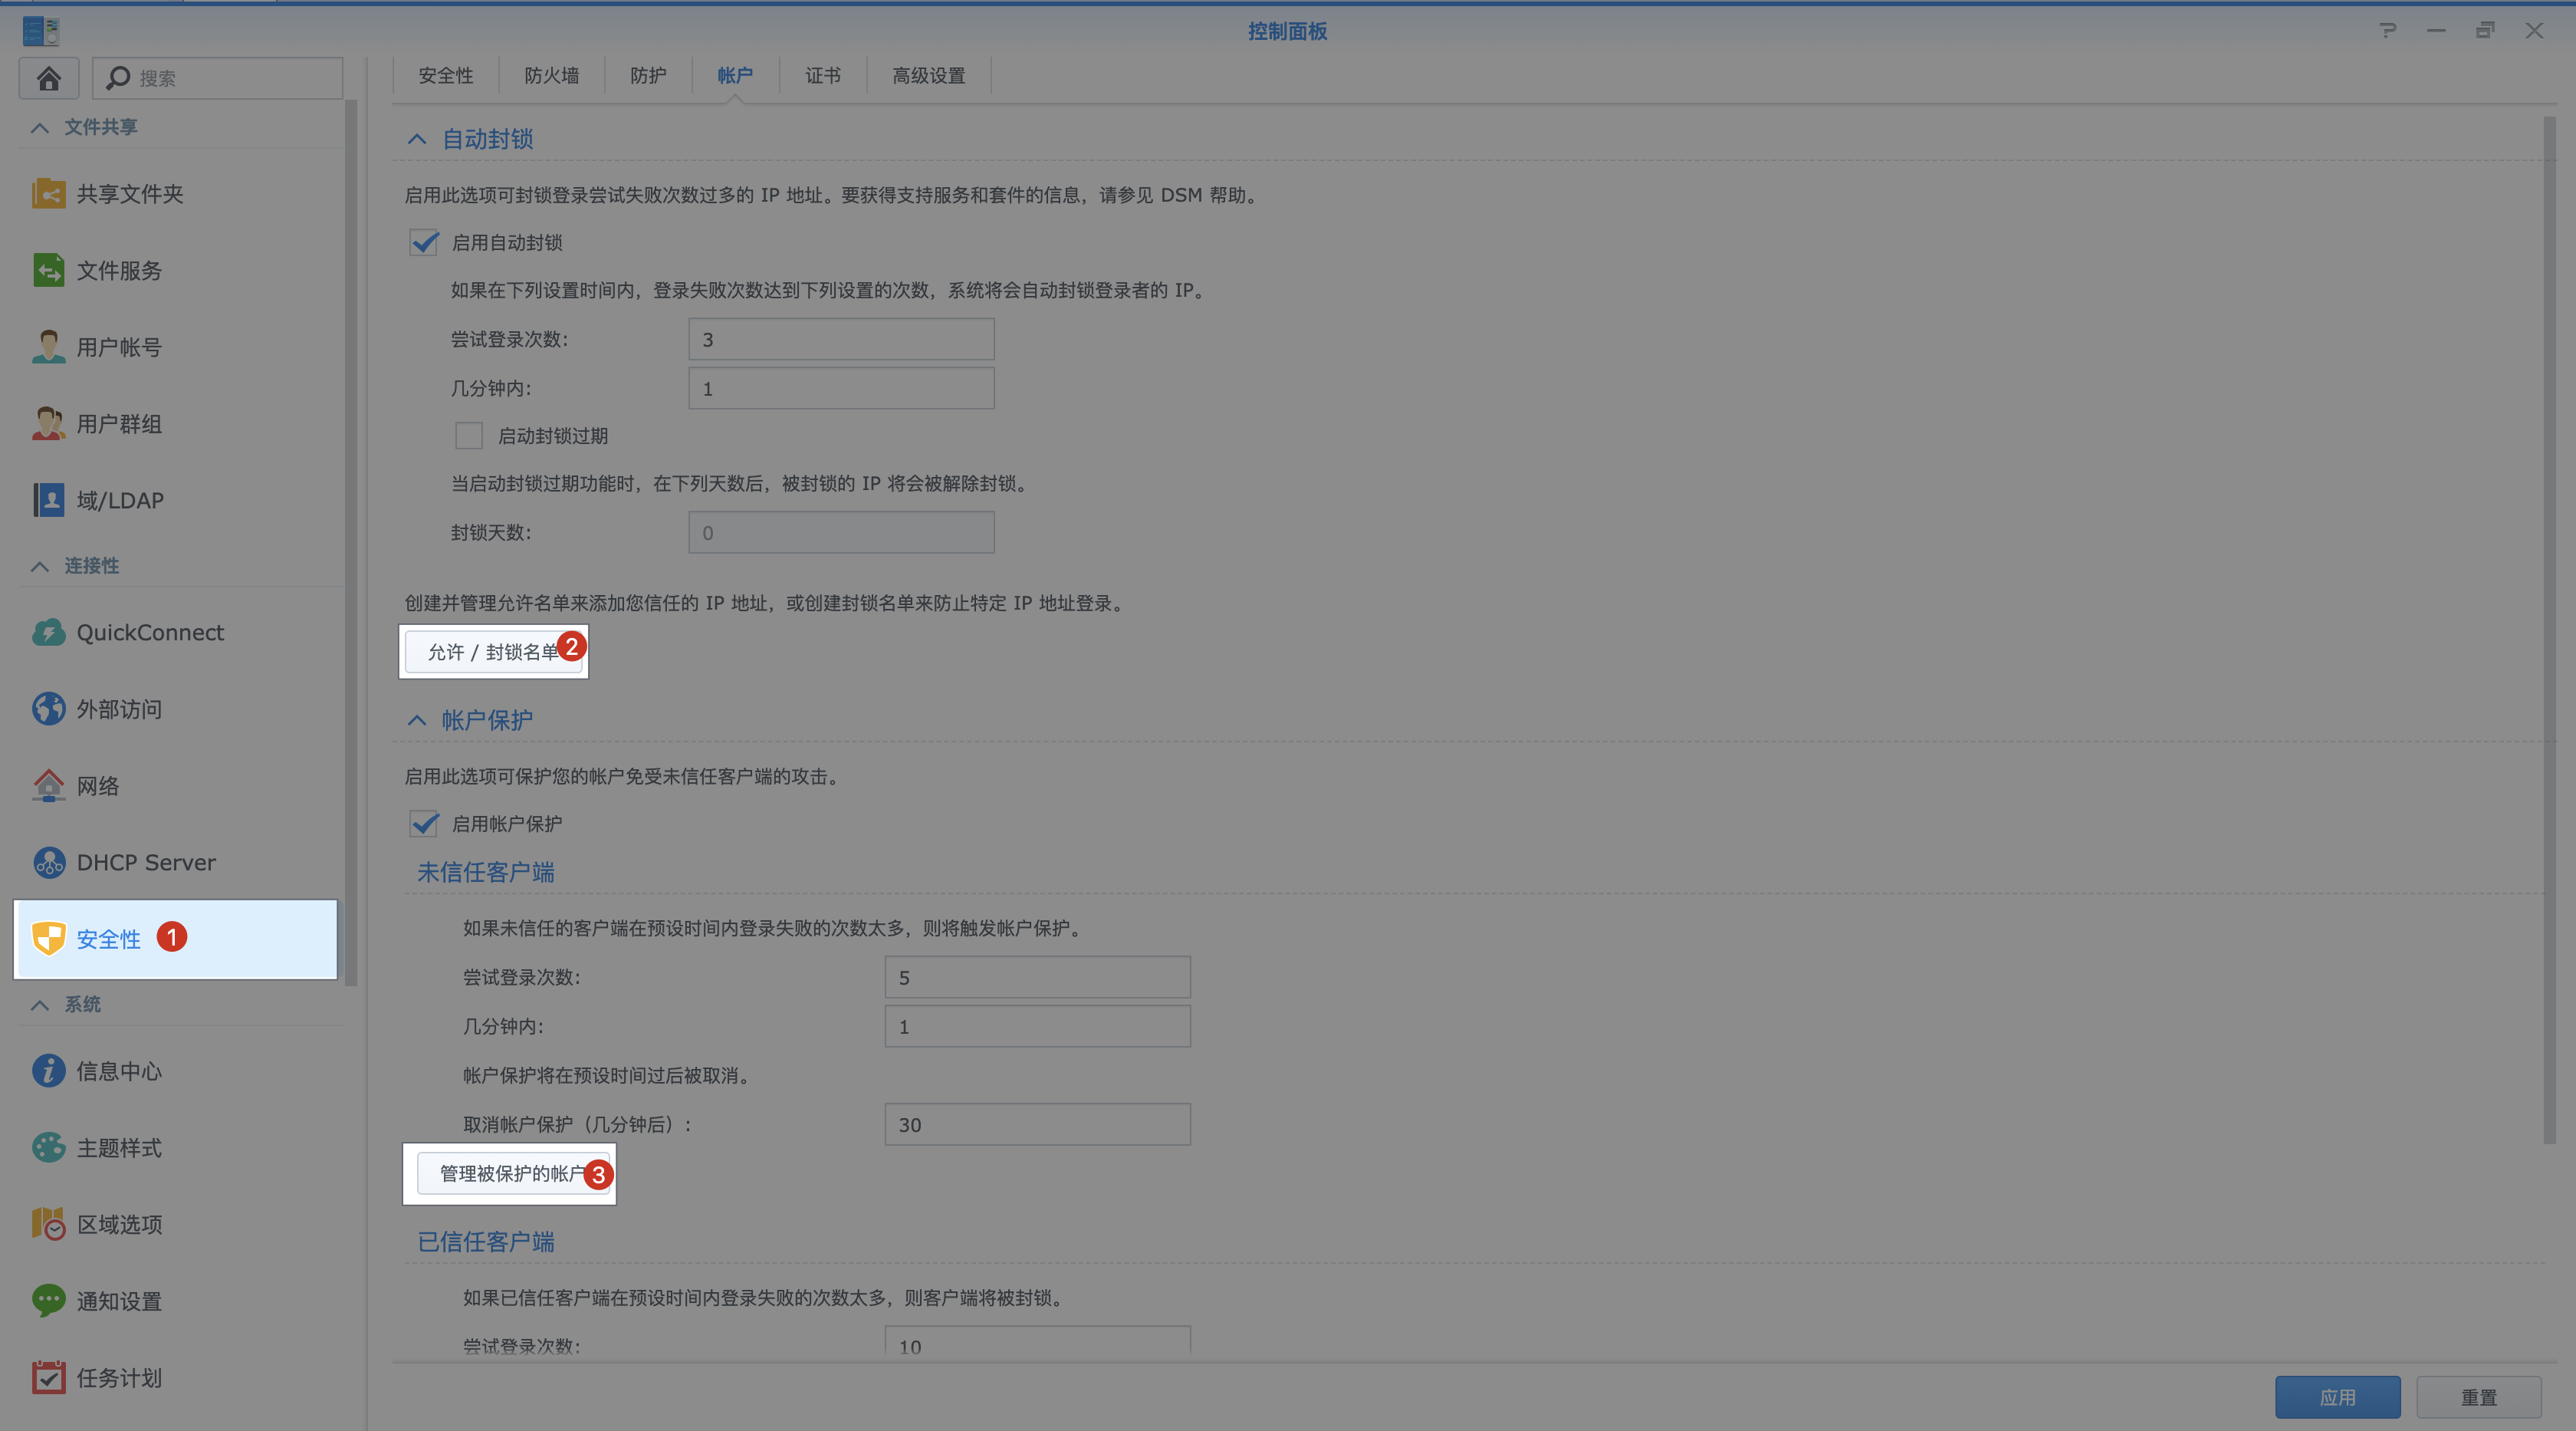 控制面板
搜索
文件共享
共享文件夹
文件服务
用户帐号
用户群组
域/LDAP
连接性
QuickConnect
外部访问
网络
DHCP Server
安全性 1
系统
信息中心
主题样式
区域选项
通知设置
任务计划
安全性 防火墙 防护 帐户 证书 高级设置
自动封锁
启用此选项可封锁登录尝试失败次数过多的 IP 地址。要获得支持服务和套件的信息，请参见 DSM 帮助。
启用自动封锁
如果在下列设置时间内，登录失败次数达到下列设置的次数，系统将会自动封锁登录者的 IP。
尝试登录次数: 3
几分钟内: 1
启动封锁过期
当启动封锁过期功能时，在下列天数后，被封锁的 IP 将会被解除封锁。
封锁天数: 0
创建并管理允许名单来添加您信任的 IP 地址，或创建封锁名单来防止特定 IP 地址登录。
允许 / 封锁名单 2
帐户保护
启用此选项可保护您的帐户免受未信任客户端的攻击。
启用帐户保护
未信任客户端
如果未信任的客户端在预设时间内登录失败的次数太多，则将触发帐户保护。
尝试登录次数: 5
几分钟内: 1
帐户保护将在预设时间过后被取消。
取消帐户保护（几分钟后）: 30
管理被保护的帐户 3
已信任客户端
如果已信任客户端在预设时间内登录失败的次数太多，则客户端将被封锁。
尝试登录次数: 10
应用 重置